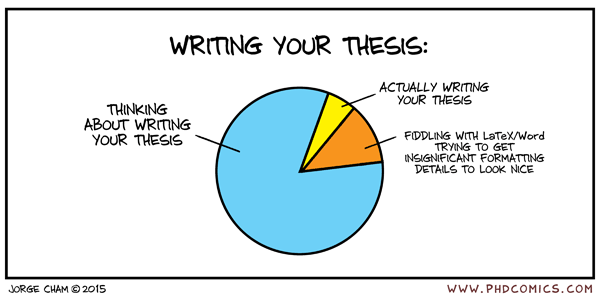 WRITING YOUR THESIS:
THINKING
ABOUT WRITING
YOUR THESIS
ACTUALLY WRITING
YOUR THESIS
FIDDLING WITH LaTeX/Word
TRYING TO GET
INSIGNIFICANT FORMATTING
DETAILS TO LOOK NICE
JORGE CHAM © 2015
WWW.PHDCOMICS.COM